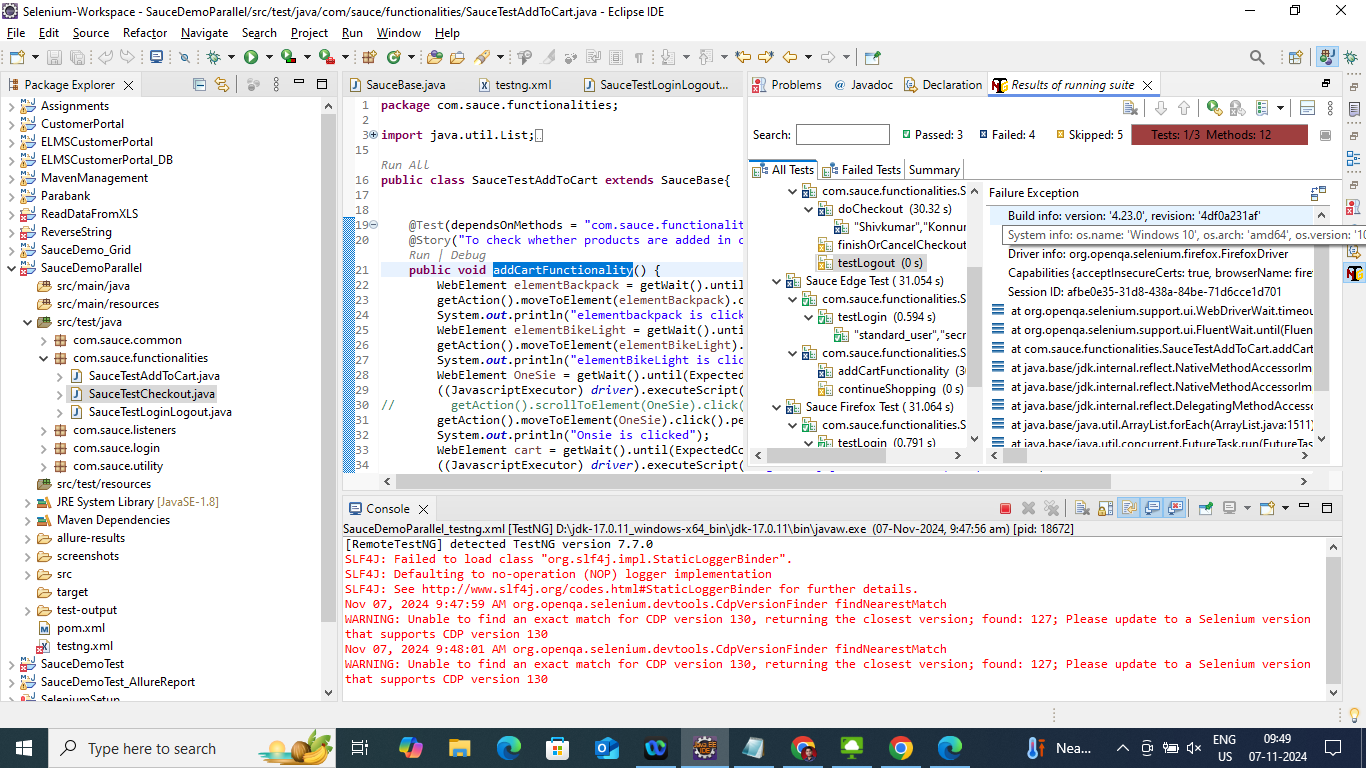 Selenium-Workspace - SauceDemoParallel/src/test/java/com/sauce/functionalities/SauceTestAddToCart.java - Eclipse IDE
File Edit Source Refactor Navigate Search Project Run Window Help
Package Explorer
Assignments
CustomerPortal
ELMSCustomerPortal
ELMSCustomerPortal_DB
MavenManagement
Parabank
ReadDataFromXLS
ReverseString
SauceDemo_Grid
SauceDemoParallel
src/main/java
src/main/resources
src/test/java
com.sauce.common
com.sauce.functionalities
SauceTestAddToCart.java
SauceTestCheckout.java
SauceTestLoginLogout.java
com.sauce.listeners
com.sauce.login
com.sauce.utility
src/test/resources
JRE System Library [JavaSE-1.8]
Maven Dependencies
allure-results
screenshots
src
target
test-output
pom.xml
testng.xml
SauceDemoTest
SauceDemoTest_AllureReport
SeleniumSetup
SauceBase.java testng.xml SauceTestLoginLogout...
1 package com.sauce.functionalities;
2
3 import java.util.List;
15
Run All
16 public class SauceTestAddToCart extends SauceBase{
17
18
19 @Test(dependsOnMethods = "com.sauce.functionalit
20 @Story("To check whether products are added in c
Run | Debug
21 public void addCartFunctionality() {
22 WebElement elementBackpack = getWait().until
23 getAction().moveToElement(elementBackpack).c
24 System.out.println("elementbackpack is click
25 WebElement elementBikeLight = getWait().unti
26 getAction().moveToElement(elementBikeLight).
27 System.out.println("elementBikeLight is clic
28 WebElement OneSie = getWait().until(Expected
29 ((JavascriptExecutor) driver).executeScript(
30 // getAction().scrollToElement(OneSie).click(
31 getAction().moveToElement(OneSie).click().pe
32 System.out.println("Onsie is clicked");
33 WebElement cart = getWait().until(ExpectedCo
34 ((JavascriptExecutor) driver).executeScript(
Problems @ Javadoc Declaration Results of running suite
Search: Passed: 3 Failed: 4 Skipped: 5 Tests: 1/3 Methods: 12
All Tests Failed Tests Summary
com.sauce.functionalities.S
doCheckout (30.32 s)
"Shivkumar","Konnur
finishOrCancelCheckout
testLogout (0 s)
Sauce Edge Test ( 31.054 s)
com.sauce.functionalities.S
testLogin (0.594 s)
"standard_user","secr
com.sauce.functionalities.S
addCartFunctionality (30
continueShopping (0 s)
Sauce Firefox Test ( 31.064 s)
com.sauce.functionalities.S
testLogin (0.791 s)
Failure Exception
Build info: version: '4.23.0', revision: '4df0a231af'
System info: os.name: 'Windows 10', os.arch: 'amd64', os.version: '10
Driver info: org.openqa.selenium.firefox.FirefoxDriver
Capabilities {acceptInsecureCerts: true, browserName: firef
Session ID: afbe0e35-31d8-438a-84be-71d6cce1d701
at org.openqa.selenium.support.ui.WebDriverWait.timeou
at org.openqa.selenium.support.ui.FluentWait.until(Fluen
at com.sauce.functionalities.SauceTestAddToCart.addCart
at java.base/jdk.internal.reflect.NativeMethodAccessorIm
at java.base/jdk.internal.reflect.NativeMethodAccessorIm
at java.base/jdk.internal.reflect.DelegatingMethodAccess
at java.base/java.util.ArrayList.forEach(ArrayList.java:1511)
at java.base/java.util.concurrent.FutureTask.run(FutureTas
Console
SauceDemoParallel_testng.xml [TestNG] D:\jdk-17.0.11_windows-x64_bin\jdk-17.0.11\bin\javaw.exe (07-Nov-2024, 9:47:56 am) [pid: 18672]
[RemoteTestNG] detected TestNG version 7.7.0
SLF4J: Failed to load class "org.slf4j.impl.StaticLoggerBinder".
SLF4J: Defaulting to no-operation (NOP) logger implementation
SLF4J: See http://www.slf4j.org/codes.html#StaticLoggerBinder for further details.
Nov 07, 2024 9:47:59 AM org.openqa.selenium.devtools.CdpVersionFinder findNearestMatch
WARNING: Unable to find an exact match for CDP version 130, returning the closest version; found: 127; Please update to a Selenium version
that supports CDP version 130
Nov 07, 2024 9:48:01 AM org.openqa.selenium.devtools.CdpVersionFinder findNearestMatch
WARNING: Unable to find an exact match for CDP version 130, returning the closest version; found: 127; Please update to a Selenium version
that supports CDP version 130
Type here to search
Nea...
ENG
US
09:49
07-11-2024